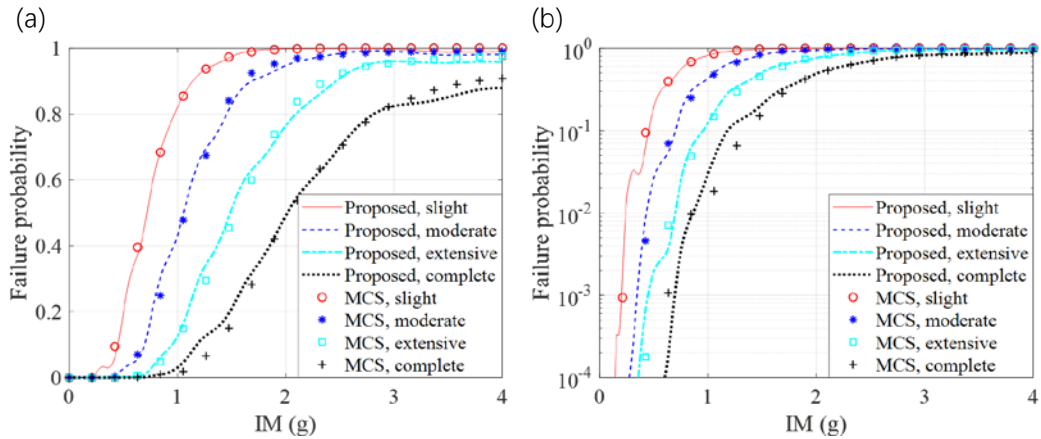 (a)
1
0.8
0.6
0.4
0.2
0
Failure probability
Proposed, slight
Proposed, moderate
Proposed, extensive
Proposed, complete
MCS, slight
MCS, moderate
MCS, extensive
MCS, complete
0 1 2 3 4
IM (g)
(b)
10^0
10^-1
10^-2
10^-3
10^-4
Failure probability
Proposed, slight
Proposed, moderate
Proposed, extensive
Proposed, complete
MCS, slight
MCS, moderate
MCS, extensive
MCS, complete
0 1 2 3 4
IM (g)